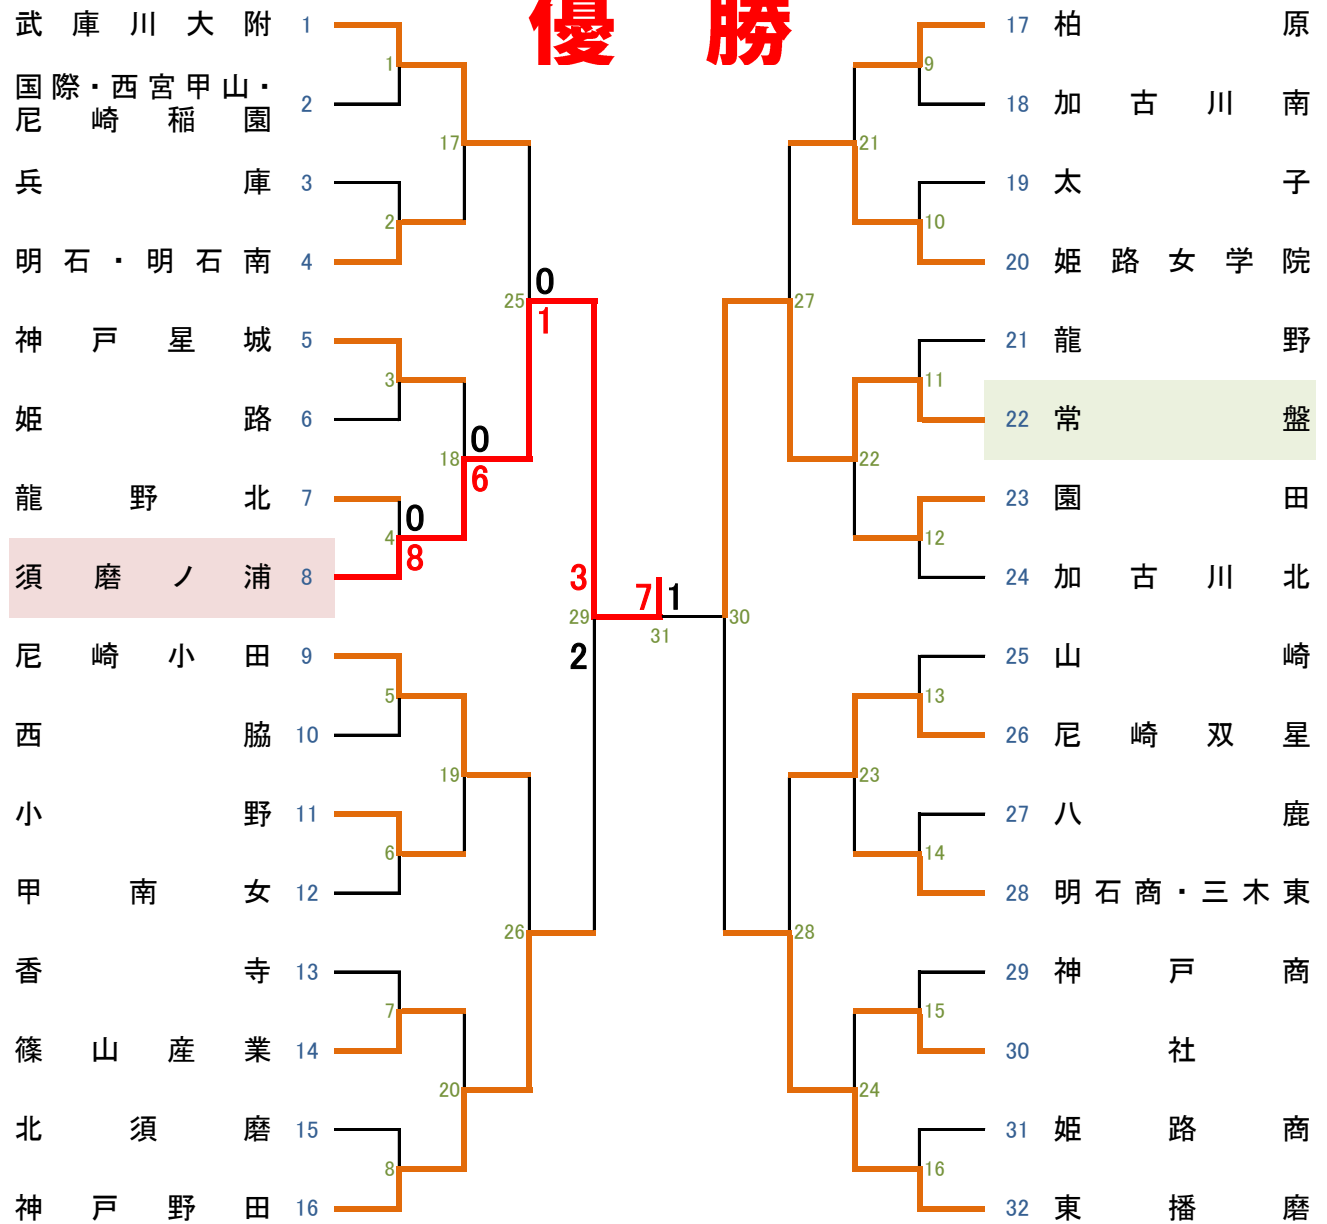 優勝
武庫川大附 1
国際・西宮甲山・尼崎稲園 2
兵庫 3
明石・明石南 4
神戸星城 5
姫路 6
龍野北 7
須磨ノ浦 8
尼崎小田 9
西脇 10
小野 11
甲南女 12
香寺 13
篠山産業 14
北須磨 15
神戸野田 16
1
2
3
4
5
6
7
8
17
18
19
20
25
26
29
0
8
0
6
0
1
3
2
7 1
31
30
27
28
21
22
23
24
9
10
11
12
13
14
15
16
17 柏原
18 加古川南
19 太子
20 姫路女学院
21 龍野
22 常盤
23 園田
24 加古川北
25 山崎
26 尼崎双星
27 八鹿
28 明石商・三木東
29 神戸商
30 社
31 姫路商
32 東播磨